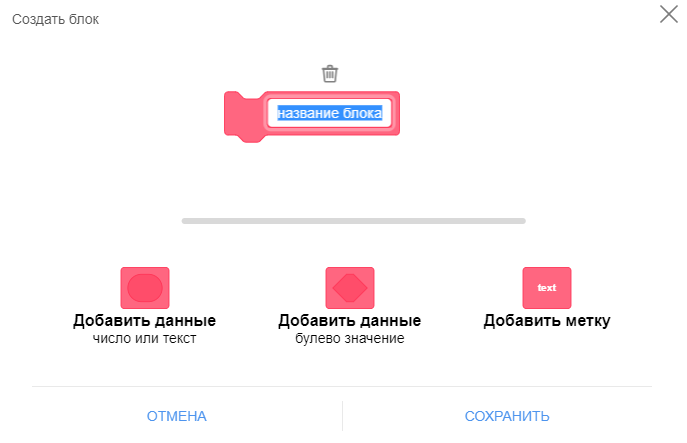 Создать блок
название блока
text
Добавить данные
число или текст
Добавить данные
булево значение
Добавить метку
ОТМЕНА
СОХРАНИТЬ